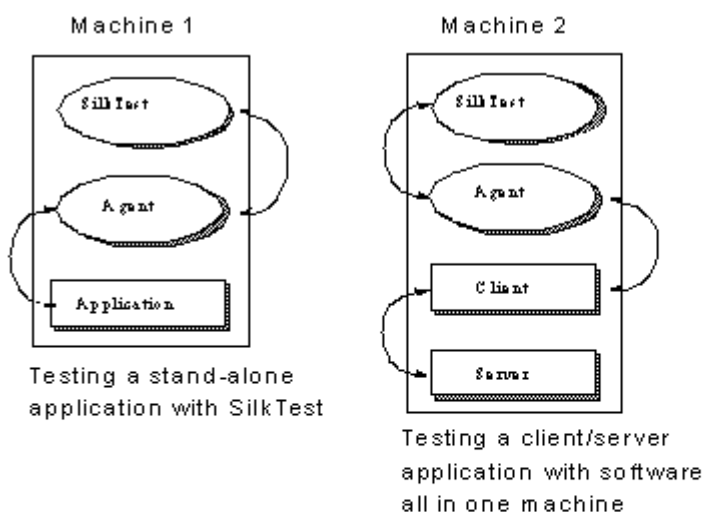 Machine 1
SilkTest
Agent
Application
Testing a stand-alone
application with SilkTest
Machine 2
SilkTest
Agent
Client
Server
Testing a client/server
application with software
all in one machine